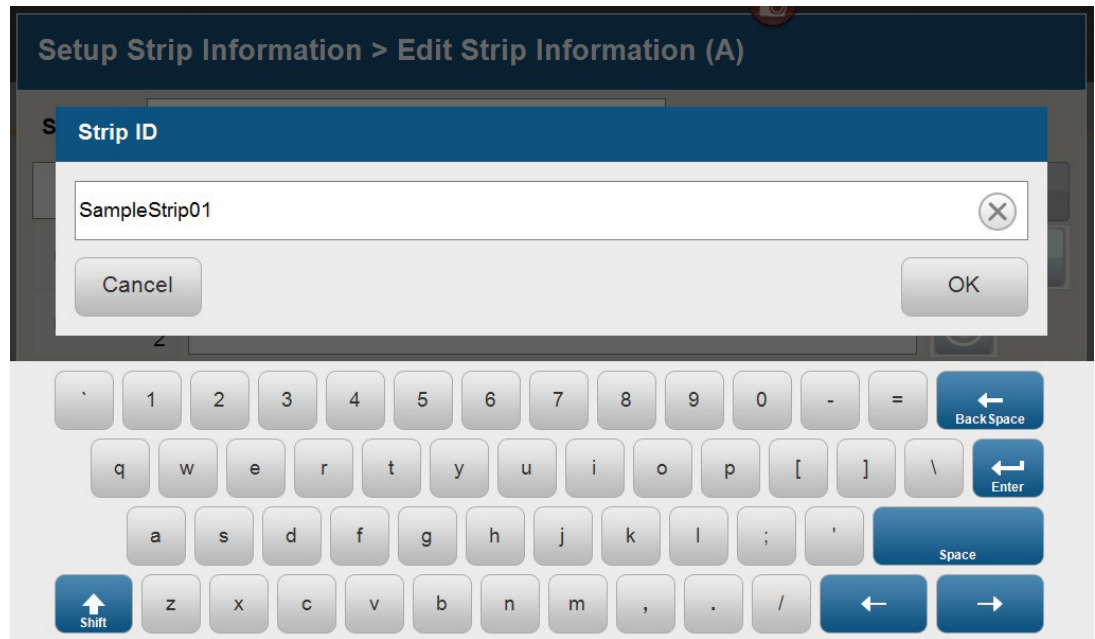 Setup Strip Information > Edit Strip Information (A)
S
Strip ID
SampleStrip01
Cancel OK
2
` 1 2 3 4 5 6 7 8 9 0 - = BackSpace
q w e r t y u i o p [ ] \ Enter
a s d f g h j k l ; ' Space
Shift z x c v b n m , . /